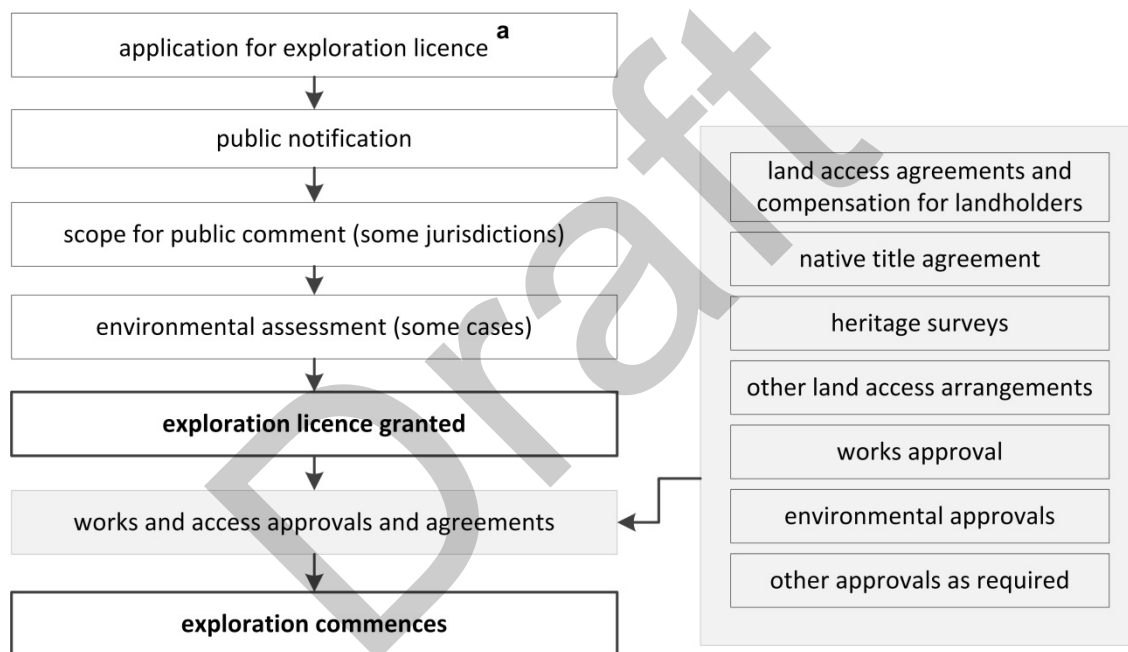 application for exploration licence a
public notification
scope for public comment (some jurisdictions)
environmental assessment (some cases)
exploration licence granted
works and access approvals and agreements
exploration commences
land access agreements and
compensation for landholders
native title agreement
heritage surveys
other land access arrangements
works approval
environmental approvals
other approvals as required
Draft